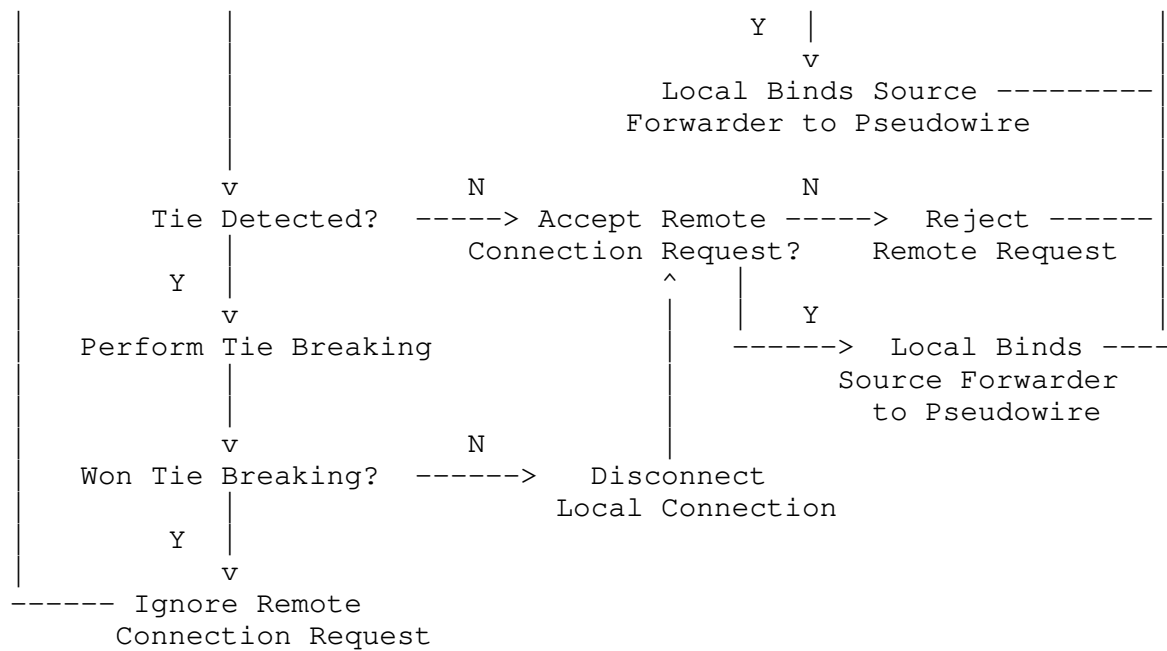 Y
v
Local Binds Source
Forwarder to Pseudowire
v N N
Tie Detected? -----> Accept Remote -----> Reject
Connection Request? Remote Request
Y ^
v Y
Perform Tie Breaking ------> Local Binds
Source Forwarder
to Pseudowire
v N
Won Tie Breaking? ------> Disconnect
Local Connection
Y
v
Ignore Remote
Connection Request